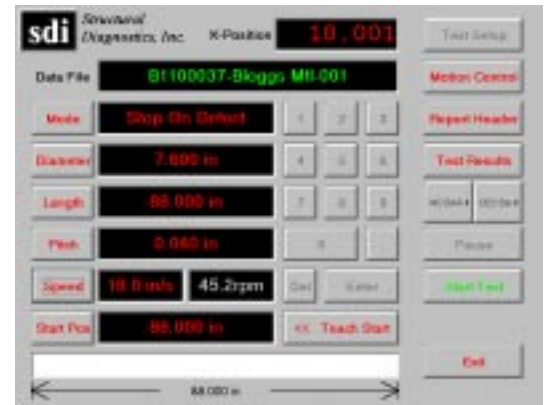 sdi Structural Diagnostics, Inc. X-Position 10.001 Test Setup
Data File B1100037-Bloggs Mtl-001 Motion Control
Mode Stop On Defect 1 2 3 Report Header
Diameter 7.600 in 4 5 6 Test Results
Length 88.000 in 7 8 9
Pitch 0.040 in 0 . Pause
Speed 18.0 in/s 45.2rpm Del Enter Start Test
Start Pos 88.000 in << Teach Start
Exit
88.000 in